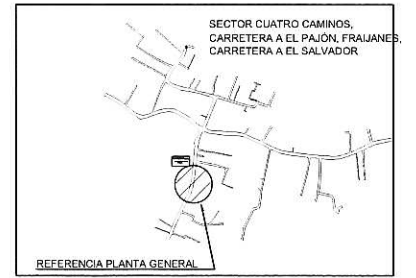 SECTOR CUATRO CAMINOS,
CARRETERA A EL PAJÓN, FRAIJANES,
CARRETERA A EL SALVADOR
REFERENCIA PLANTA GENERAL